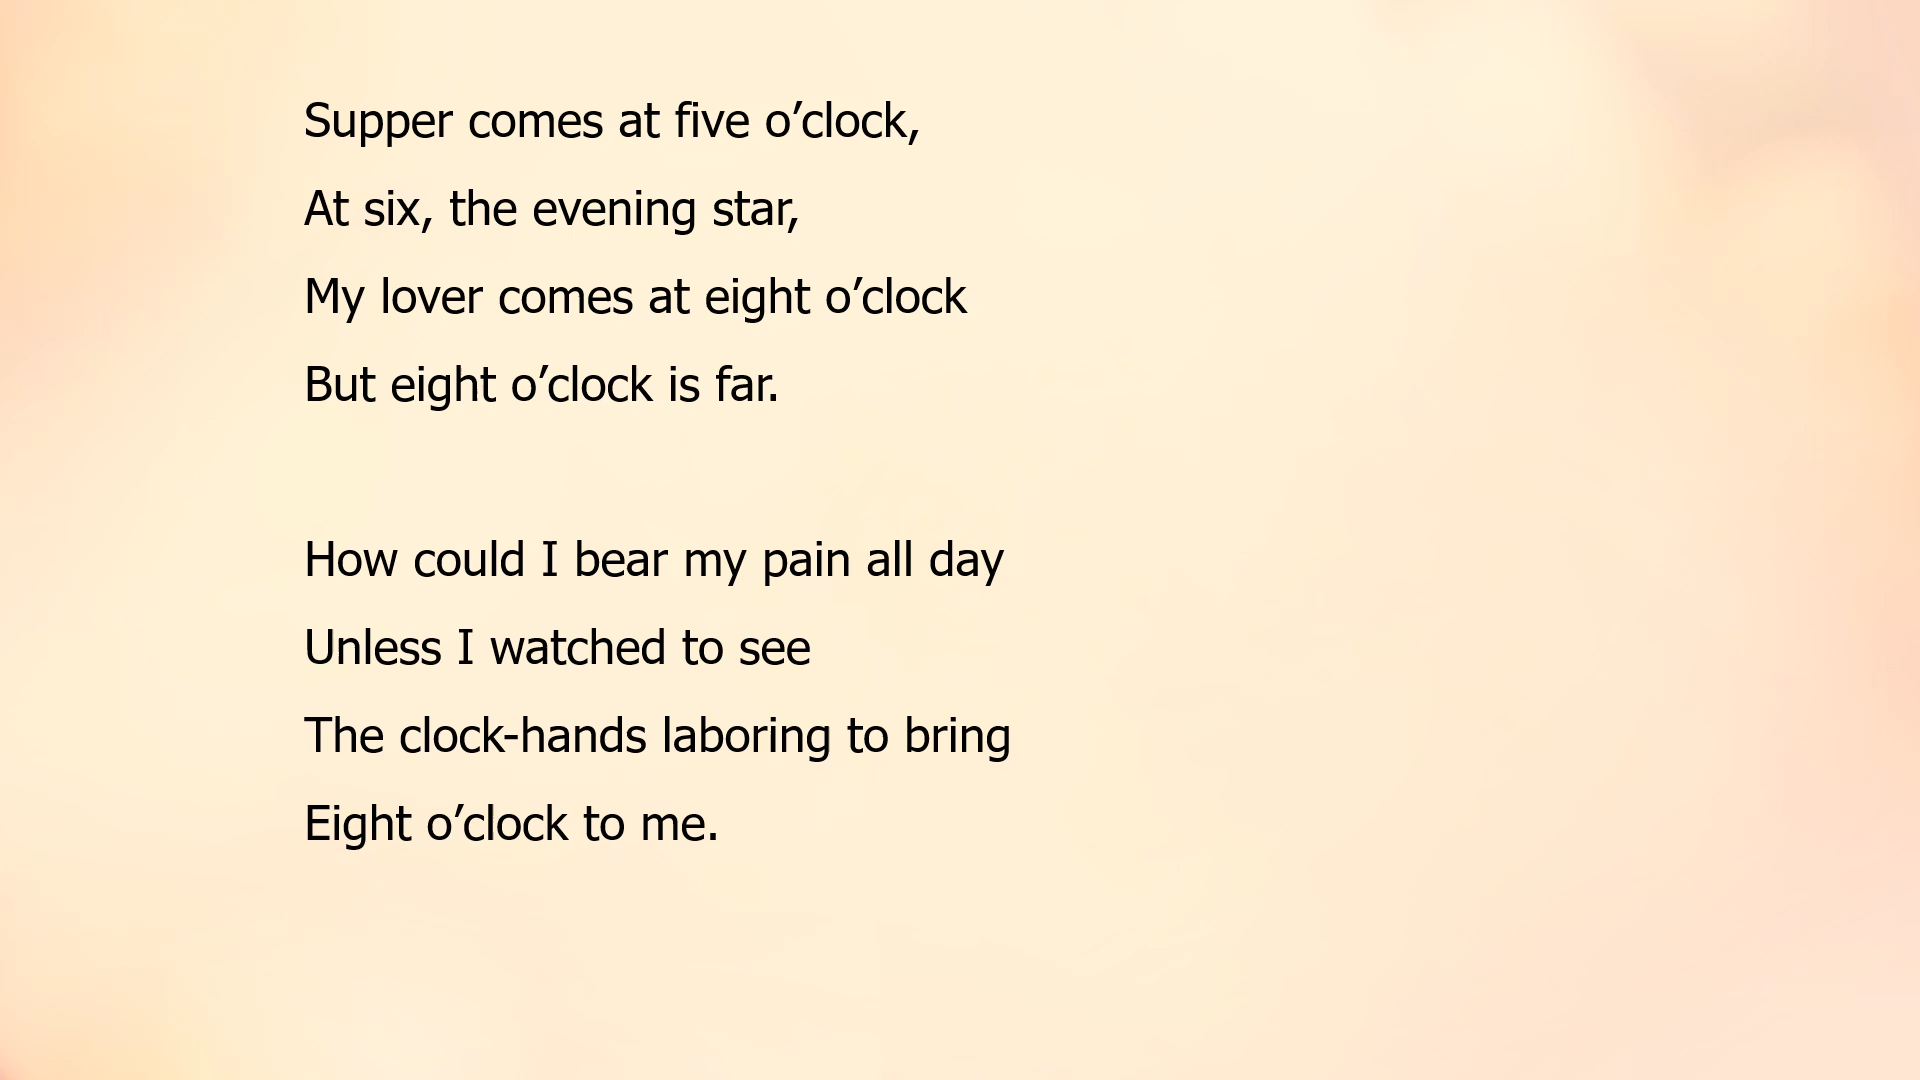 Supper comes at five o’clock,
At six, the evening star,
My lover comes at eight o’clock
But eight o’clock is far.

How could I bear my pain all day
Unless I watched to see
The clock-hands laboring to bring
Eight o’clock to me.